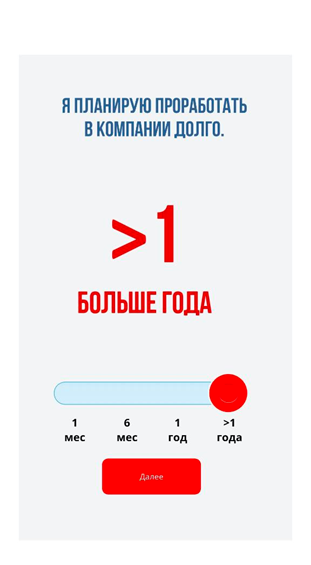 Я ПЛАНИРУЮ ПРОРАБОТАТЬ
В КОМПАНИИ ДОЛГО.
>1
БОЛЬШЕ ГОДА
1 6 1 >1
мес мес год года
Далее